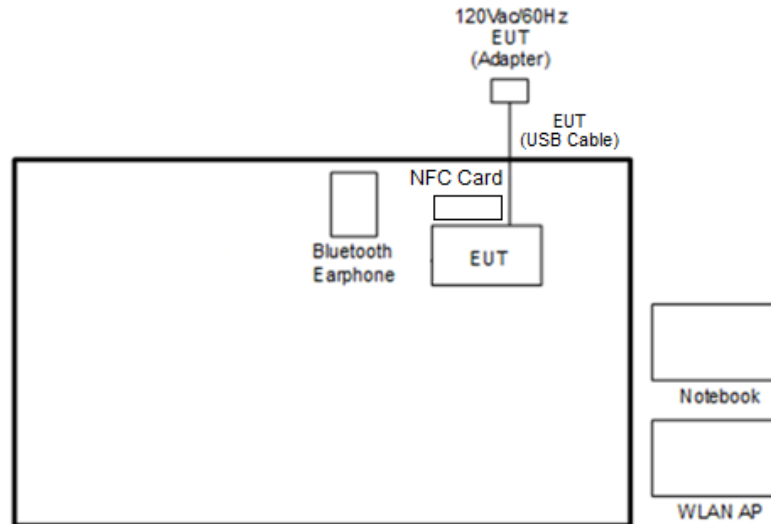 120Vac/60Hz
EUT
(Adapter)
EUT
(USB Cable)
NFC Card
Bluetooth
Earphone
EUT
Notebook
WLAN AP